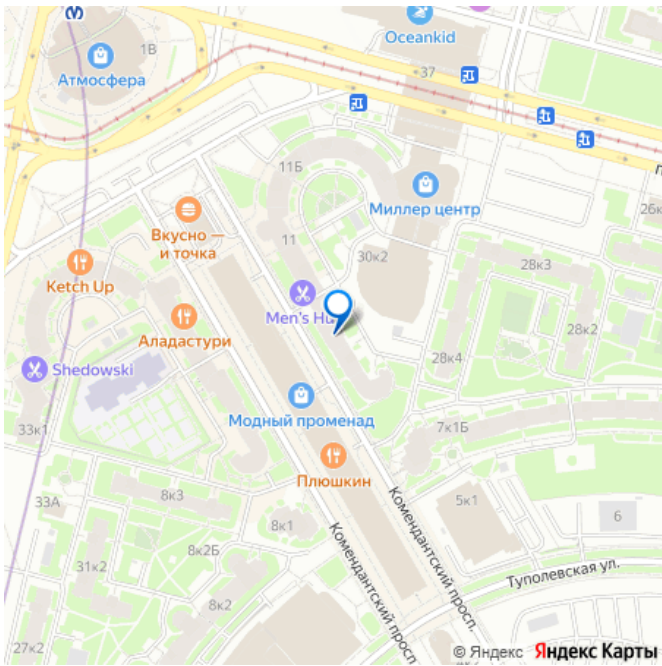 Oceankid
1В
Атмосфера
37
11Б
Миллер центр
26к
Вкусно —
и точка
11
30к2
28к3
Ketch Up
Men's Hu
Аладастури
28к2
28к4
Shedowski
Модный променад
33к1
7к1Б
Плюшкин
8к3
5к1
33А
6
8к1
Комендантский просп.
8к2Б
31к2
Туполевская ул.
Комендантский просп
8к2
27к2
© Яндекс Яндекс Карты